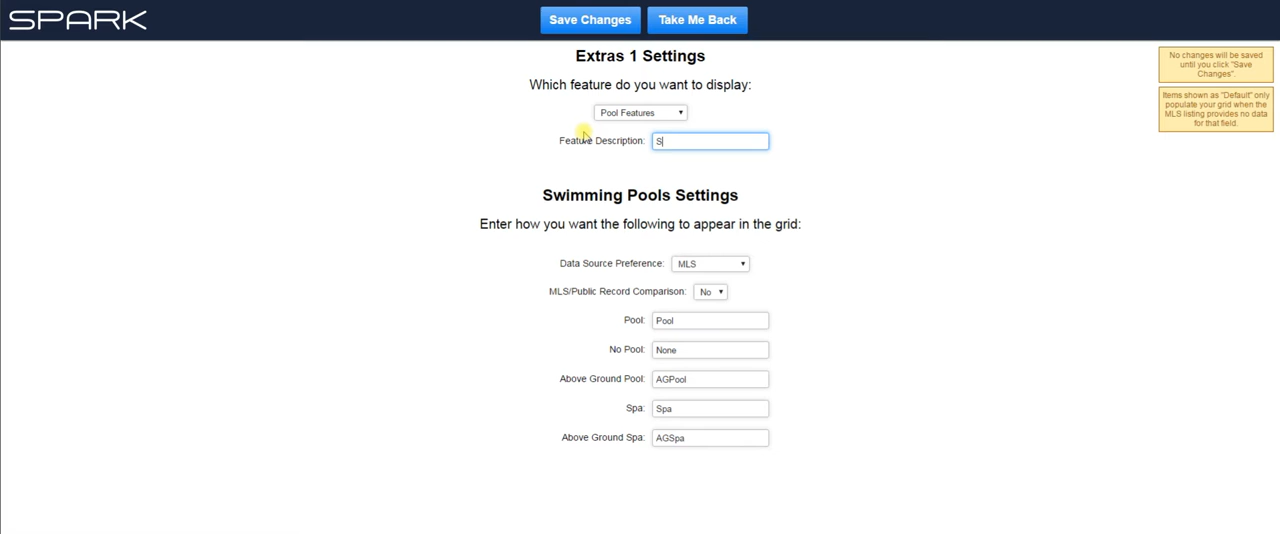 SPARK
Save Changes
Take Me Back
Extras 1 Settings
No changes will be saved
until you click "Save
Changes".
Which feature do you want to display:
Items shown as "Default" only
populate your grid when the
MLS listing provides no data
for that field.
Pool Features
Feature Description: S
Swimming Pools Settings
Enter how you want the following to appear in the grid:
Data Source Preference: MLS
MLS/Public Record Comparison: No
Pool: Pool
No Pool: None
Above Ground Pool: AGPool
Spa: Spa
Above Ground Spa: AGSpa